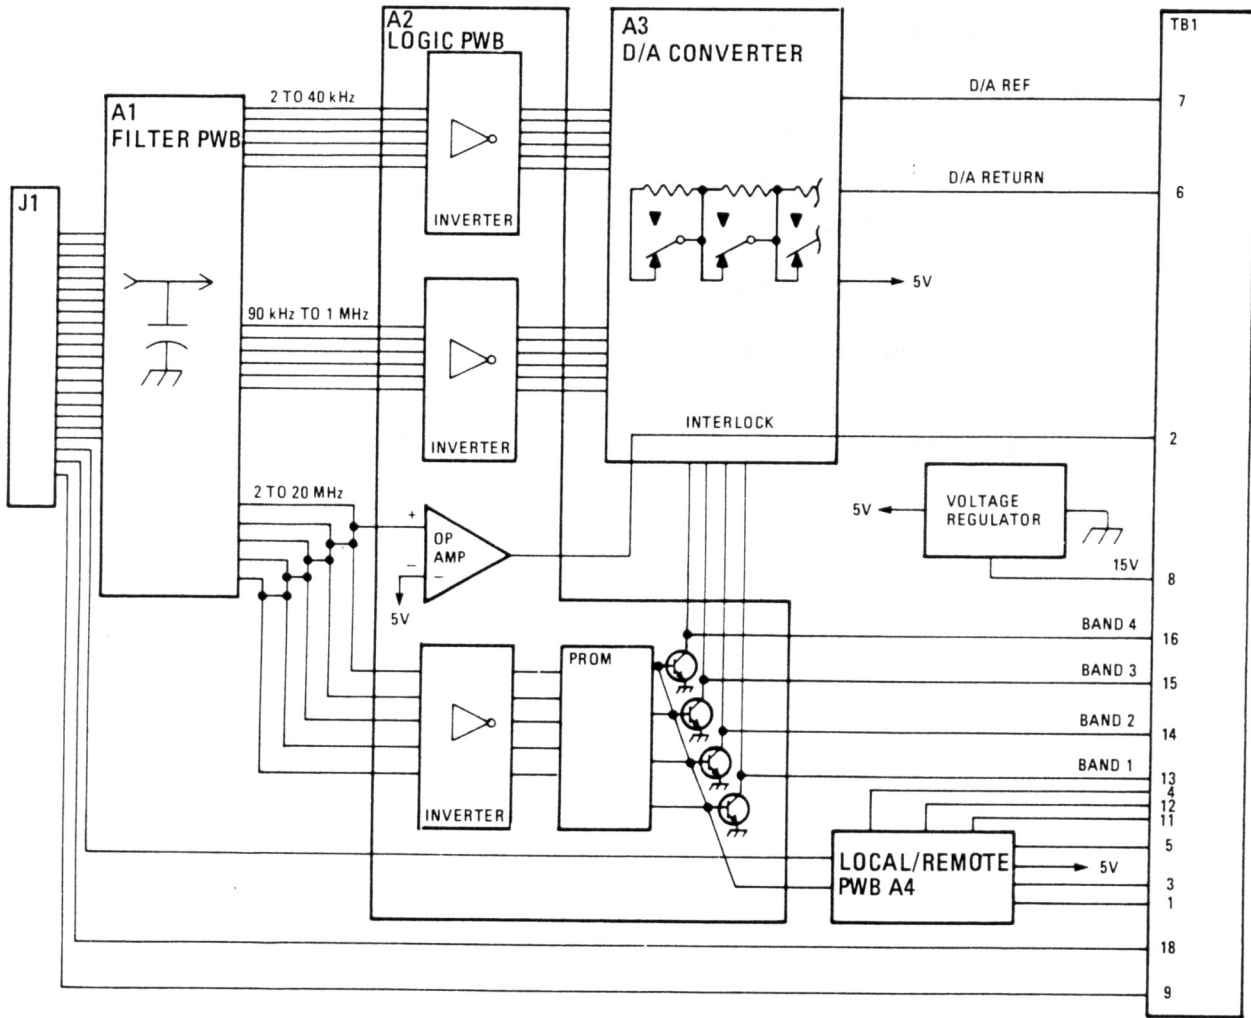 A2
LOGIC PWB
A3
D/A CONVERTER
TB1
A1
FILTER PWB
2 TO 40 kHz
INVERTER
D/A REF
7
D/A RETURN
6
J1
5V
90 kHz TO 1 MHz
INVERTER
INTERLOCK
2
2 TO 20 MHz
+
OP
AMP
–
–
5V
5V
VOLTAGE
REGULATOR
15V
8
INVERTER
PROM
BAND 4
16
BAND 3
15
BAND 2
14
BAND 1
13
4
12
11
LOCAL/REMOTE
PWB A4
5
5V
3
1
18
9